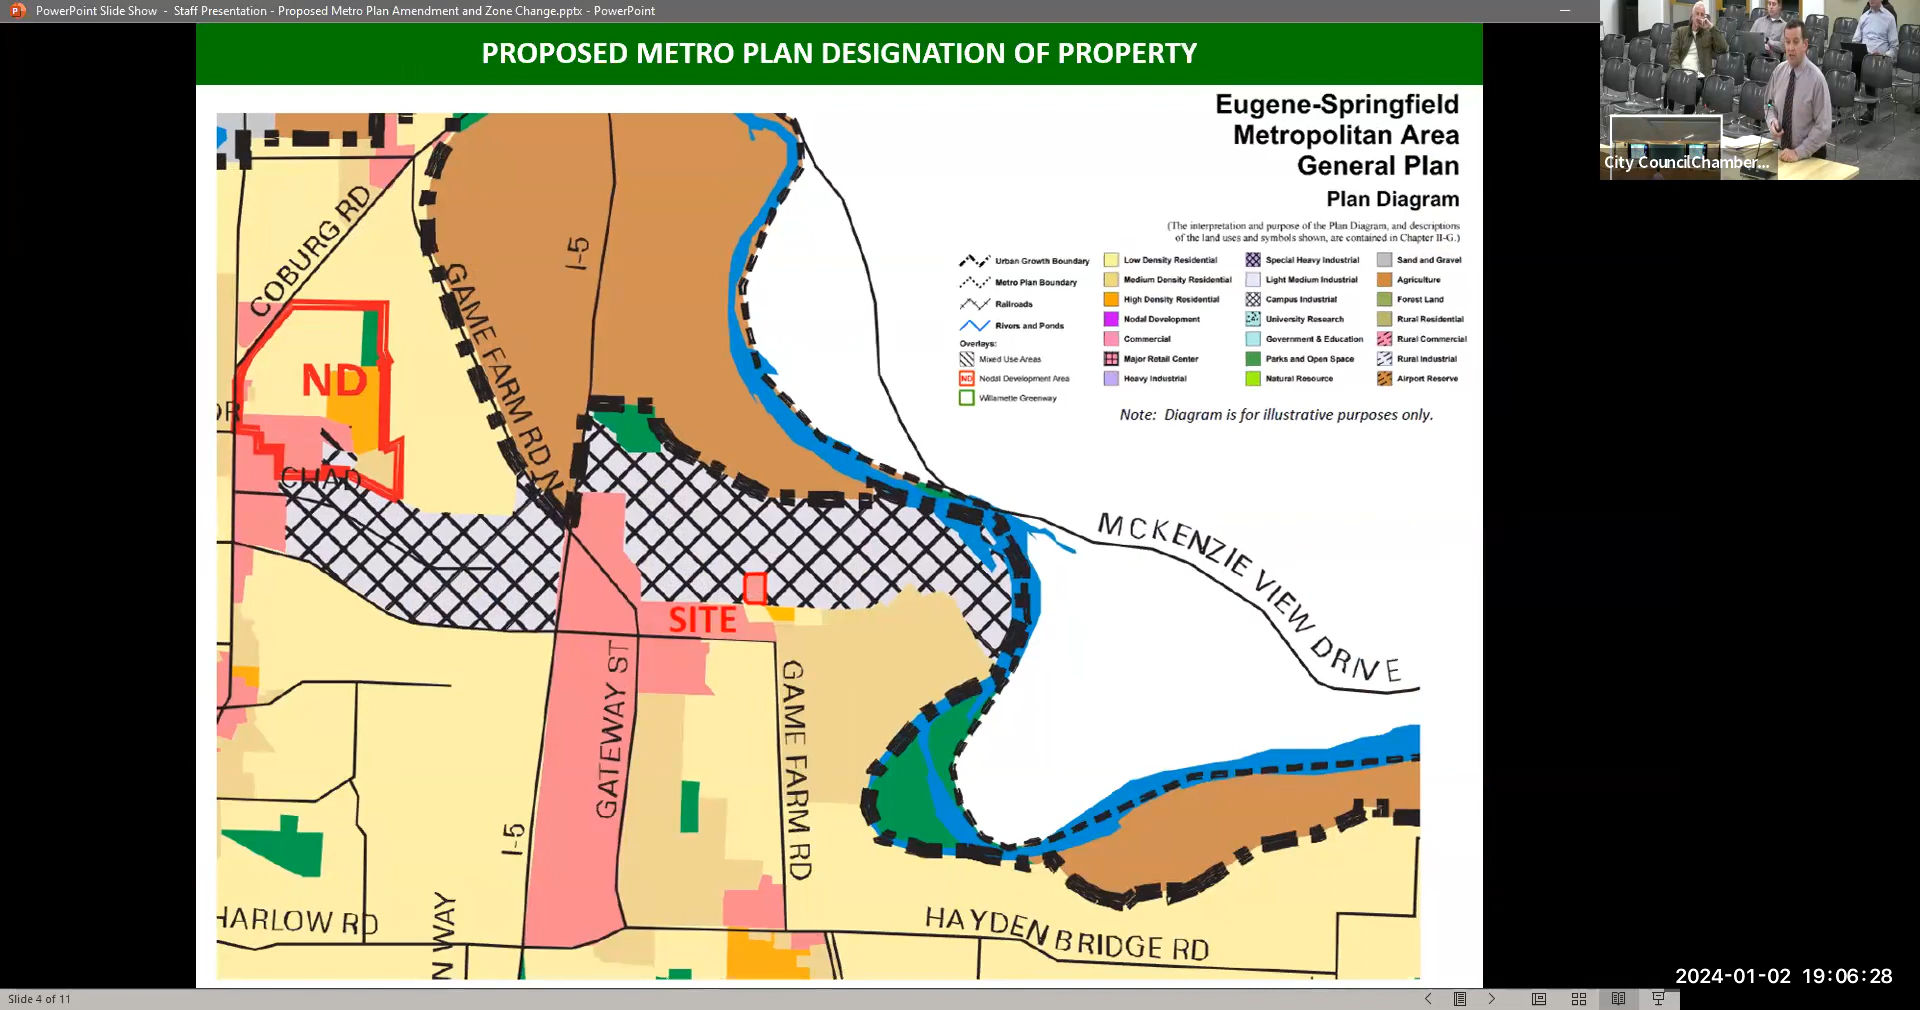 PowerPoint Slide Show - Staff Presentation - Proposed Metro Plan Amendment and Zone Change.pptx - PowerPoint
PROPOSED METRO PLAN DESIGNATION OF PROPERTY
Eugene-Springfield
Metropolitan Area
General Plan
Plan Diagram
(The interpretation and purpose of the Plan Diagram, and descriptions
of the land uses and symbols shown, are contained in Chapter II-G.)
Urban Growth Boundary
Metro Plan Boundary
Railroads
Rivers and Ponds
Overlays:
Mixed Use Areas
ND Nodal Development Area
Willamette Greenway
Low Density Residential
Medium Density Residential
High Density Residential
Nodal Development
Commercial
Major Retail Center
Heavy Industrial
Special Heavy Industrial
Light Medium Industrial
Campus Industrial
University Research
Government & Education
Parks and Open Space
Natural Resource
Sand and Gravel
Agriculture
Forest Land
Rural Residential
Rural Commercial
Rural Industrial
Airport Reserve
Note: Diagram is for illustrative purposes only.
COBURG RD
I-5
GAME FARM RD N
ND
DR
CHAD
MCKENZIE VIEW DRIVE
SITE
GATEWAY ST
GAME FARM RD
I-5
HARLOW RD
N WAY
HAYDEN BRIDGE RD
City CouncilChamber...
2024-01-02 19:06:28
Slide 4 of 11